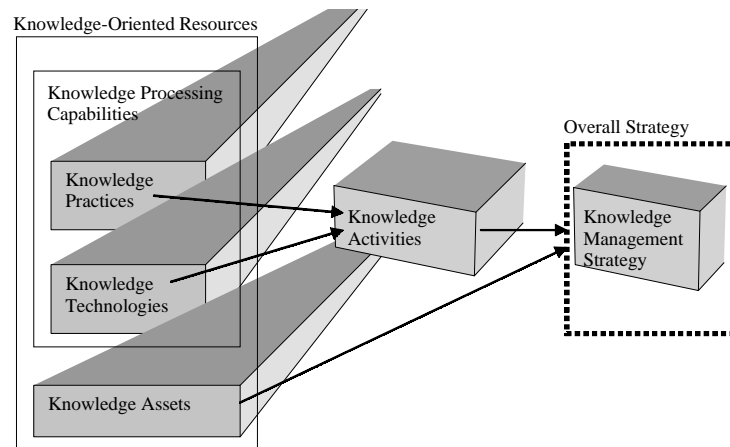 Knowledge-Oriented Resources
Knowledge Processing
Capabilities
Knowledge
Practices
Knowledge
Technologies
Knowledge Assets
Knowledge
Activities
Overall Strategy
Knowledge
Management
Strategy